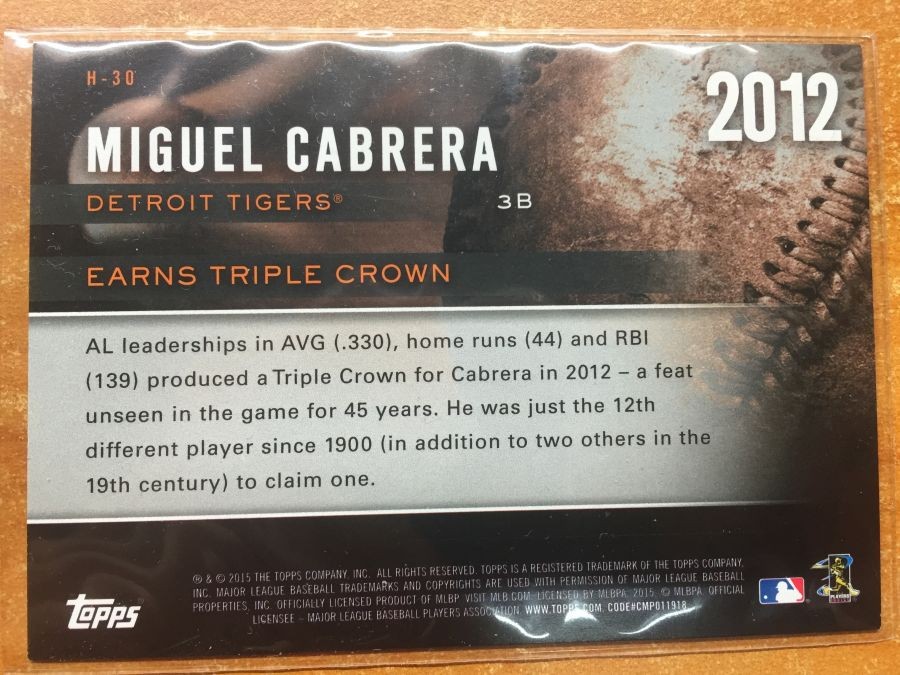 H-30
2012
MIGUEL CABRERA
DETROIT TIGERS® 3B
EARNS TRIPLE CROWN
AL leaderships in AVG (.330), home runs (44) and RBI
(139) produced a Triple Crown for Cabrera in 2012 – a feat
unseen in the game for 45 years. He was just the 12th
different player since 1900 (in addition to two others in the
19th century) to claim one.
® & © 2015 THE TOPPS COMPANY, INC. ALL RIGHTS RESERVED. TOPPS IS A REGISTERED TRADEMARK OF THE TOPPS COMPANY,
INC. MAJOR LEAGUE BASEBALL TRADEMARKS AND COPYRIGHTS ARE USED WITH PERMISSION OF MAJOR LEAGUE BASEBALL
PROPERTIES, INC. OFFICIALLY LICENSED PRODUCT OF MLBP VISIT MLB.COM LICENSED BY MLBPA, 2015. © MLBPA OFFICIAL
LICENSEE – MAJOR LEAGUE BASEBALL PLAYERS ASSOCIATION. WWW.TOPPS.COM. CODE#CMP011918
TOPPS